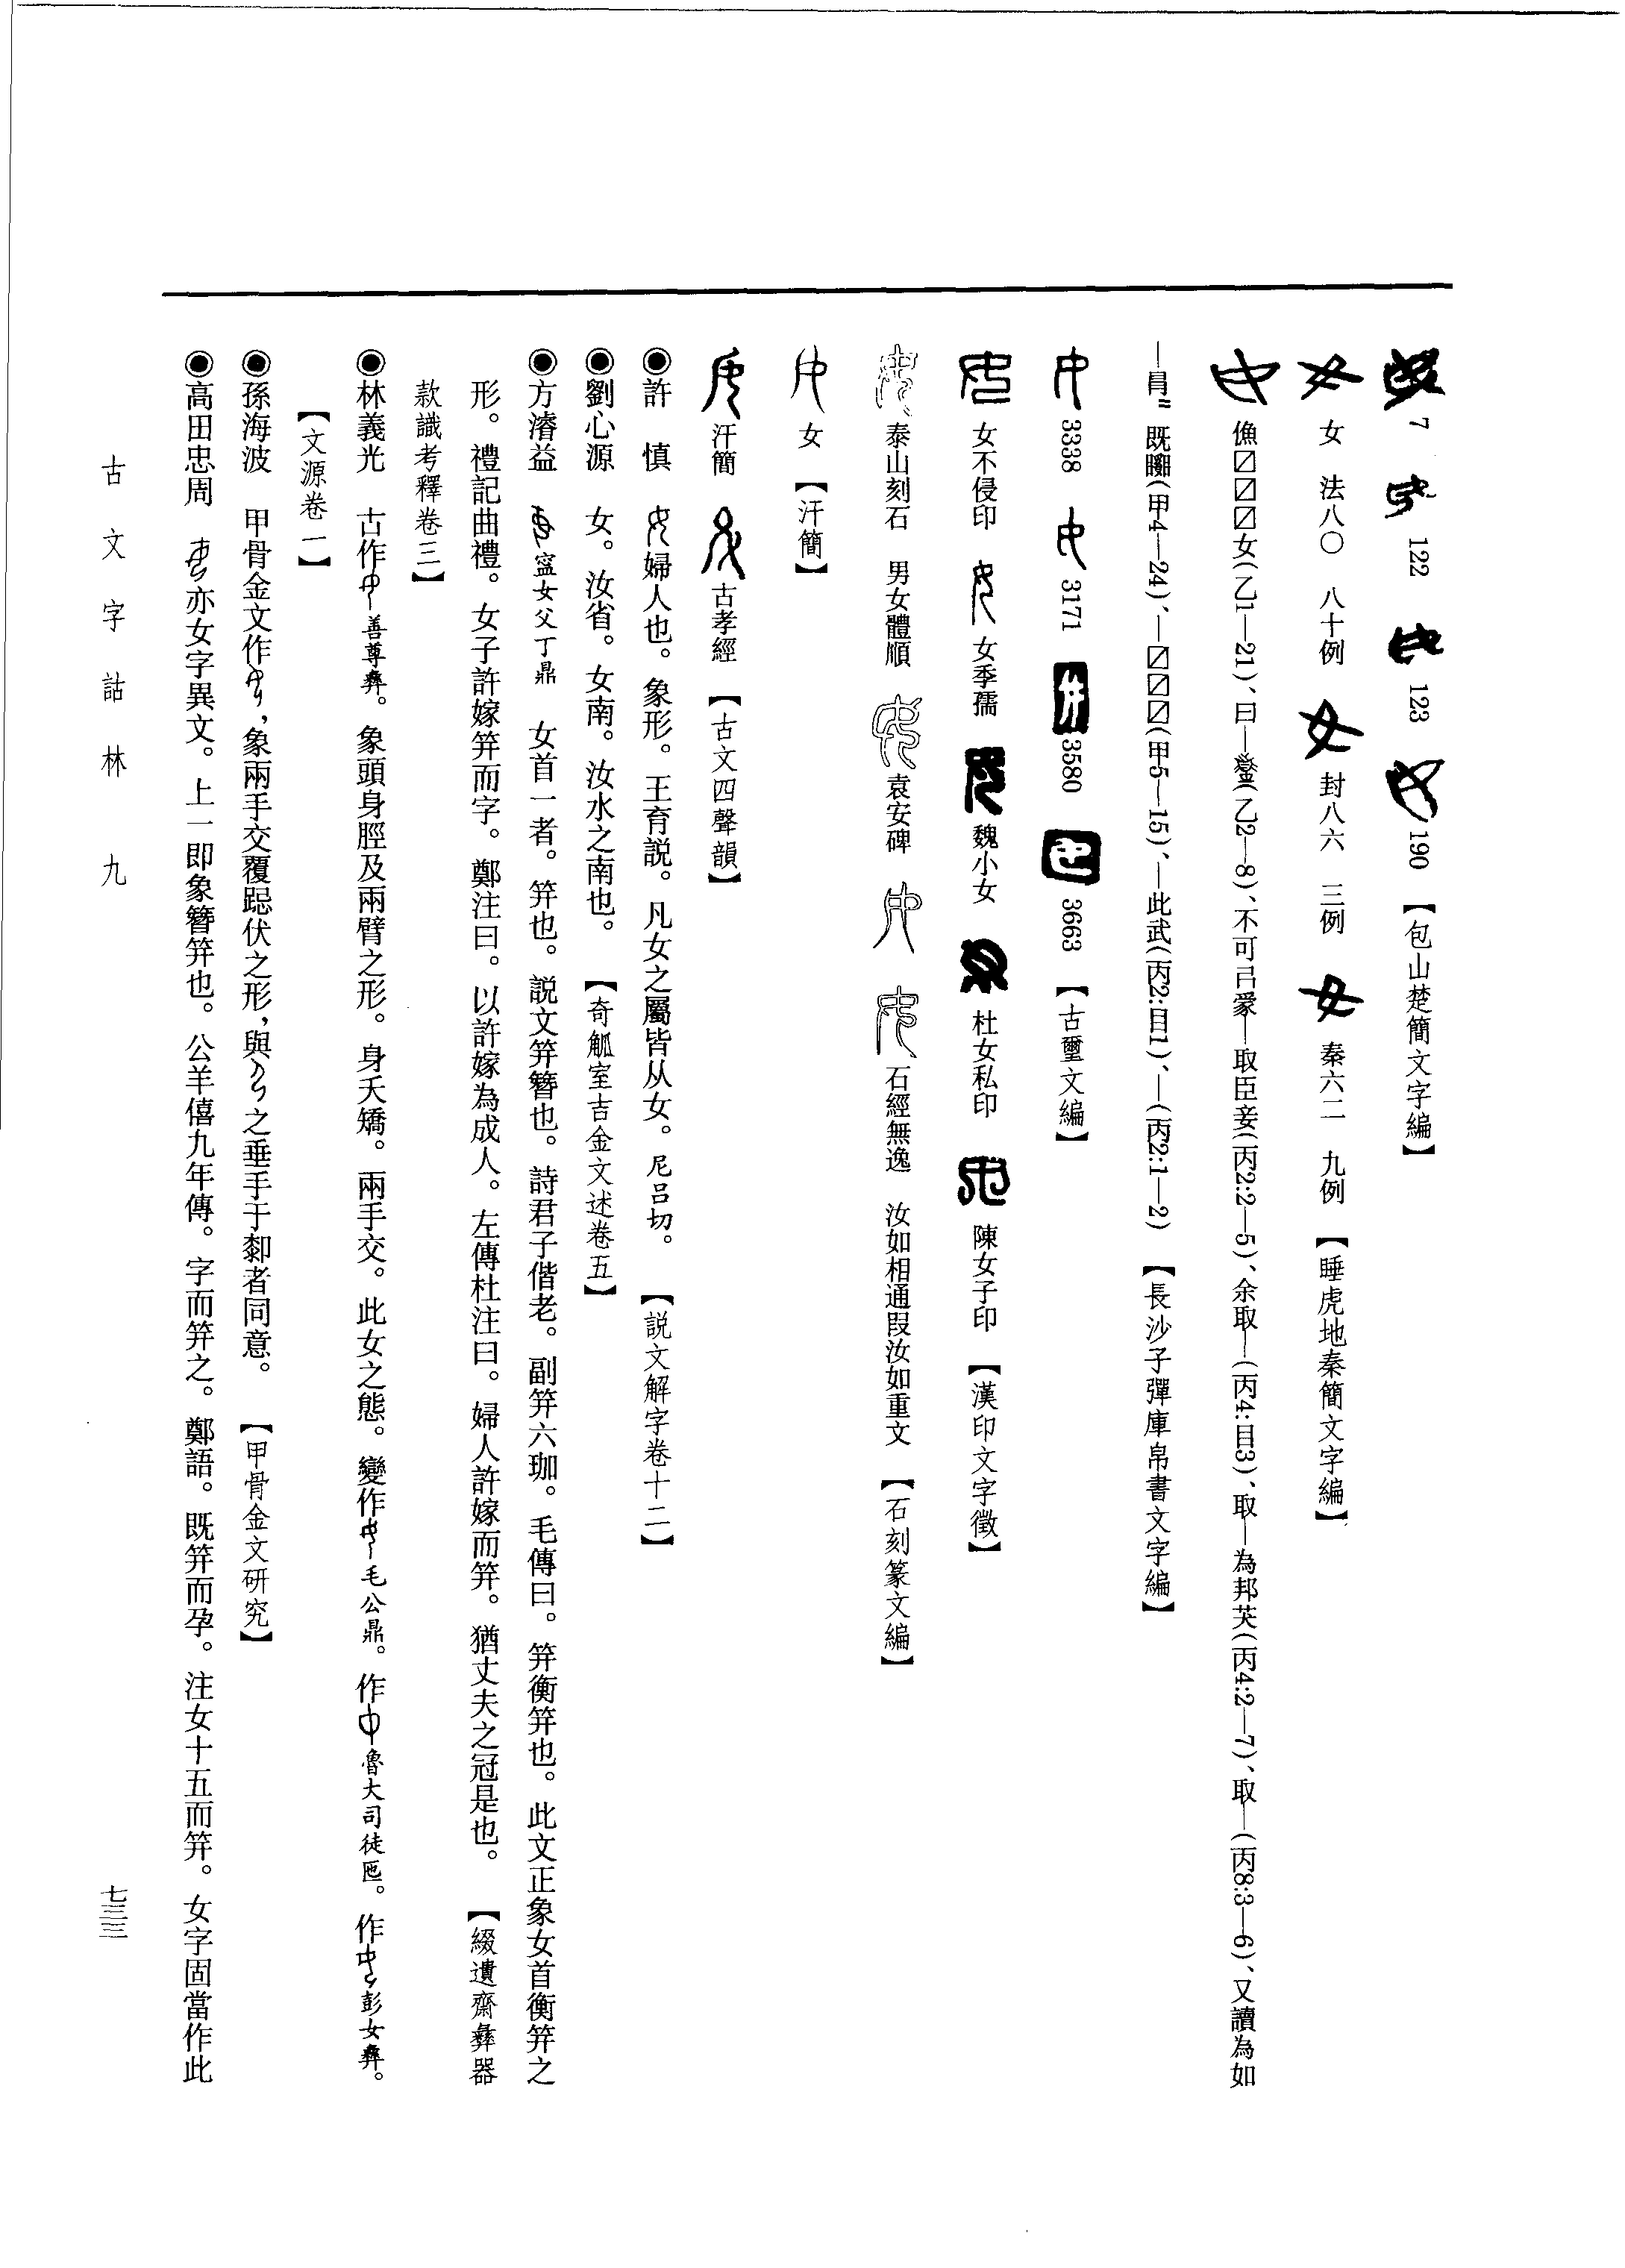 7 122 123 190【包山楚簡文字編】
女 法八〇 八十例 封八六 三例 秦六二 九例【睡虎地秦簡文字編】
女(乙1—21)、曰—(乙2—8)、不可㠯—取臣妾(丙2:2—5)、余取—(丙4:目3)、取—為邦芺(丙4:2—7)、取—(丙8:3—6)、又讀為如
—既(甲4—24)、—(甲5—15)、—此武(丙2:目1)、—(丙2:1—2)【長沙子彈庫帛書文字編】
3338 3171 3580 3663【古璽文編】
女不侵印 女季孺 魏小女 杜女私印 陳女子印【漢印文字徵】
泰山刻石 男女體順 袁安碑 石經無逸 汝如相通叚汝如重文【石刻篆文編】
女【汗簡】
汗簡 古孝經【古文四聲韻】
◉許 慎 婦人也。象形。王育説。凡女之屬皆从女。尼呂切。【説文解字卷十二】
◉劉心源 女。汝省。女南。汝水之南也。【奇觚室吉金文述卷五】
◉方濬益 寍女父丁鼎 女首一者。笄也。説文笄簪也。詩君子偕老。副笄六珈。毛傳曰。笄衡笄也。此文正象女首衡笄之
形。禮記曲禮。女子許嫁笄而字。鄭注曰。以許嫁為成人。左傳杜注曰。婦人許嫁而笄。猶丈夫之冠是也。【綴遺齋彝器
款識考釋卷三】
◉林義光 古作善尊彝。象頭身脛及兩臂之形。身夭矯。兩手交。此女之態。變作毛公鼎。作魯大司徒匜。作彭女彝。
【文源卷一】
◉孫海波 甲骨金文作，象兩手交覆跽伏之形，與之垂手于厀者同意。【甲骨金文研究】
◉高田忠周 亦女字異文。上一即象簪笄也。公羊僖九年傳。字而笄之。鄭語。既笄而孕。注女十五而笄。女字固當作此
古文字詁林 九
七三三